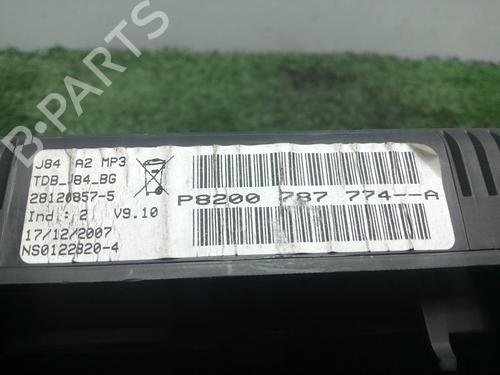 B-PARTS
J84 A2 MP3
TDB_J84_BG
28120857-5
Ind.: 2 V9.10
17/12/2007
NS0122820-4
P8200 787 774--A